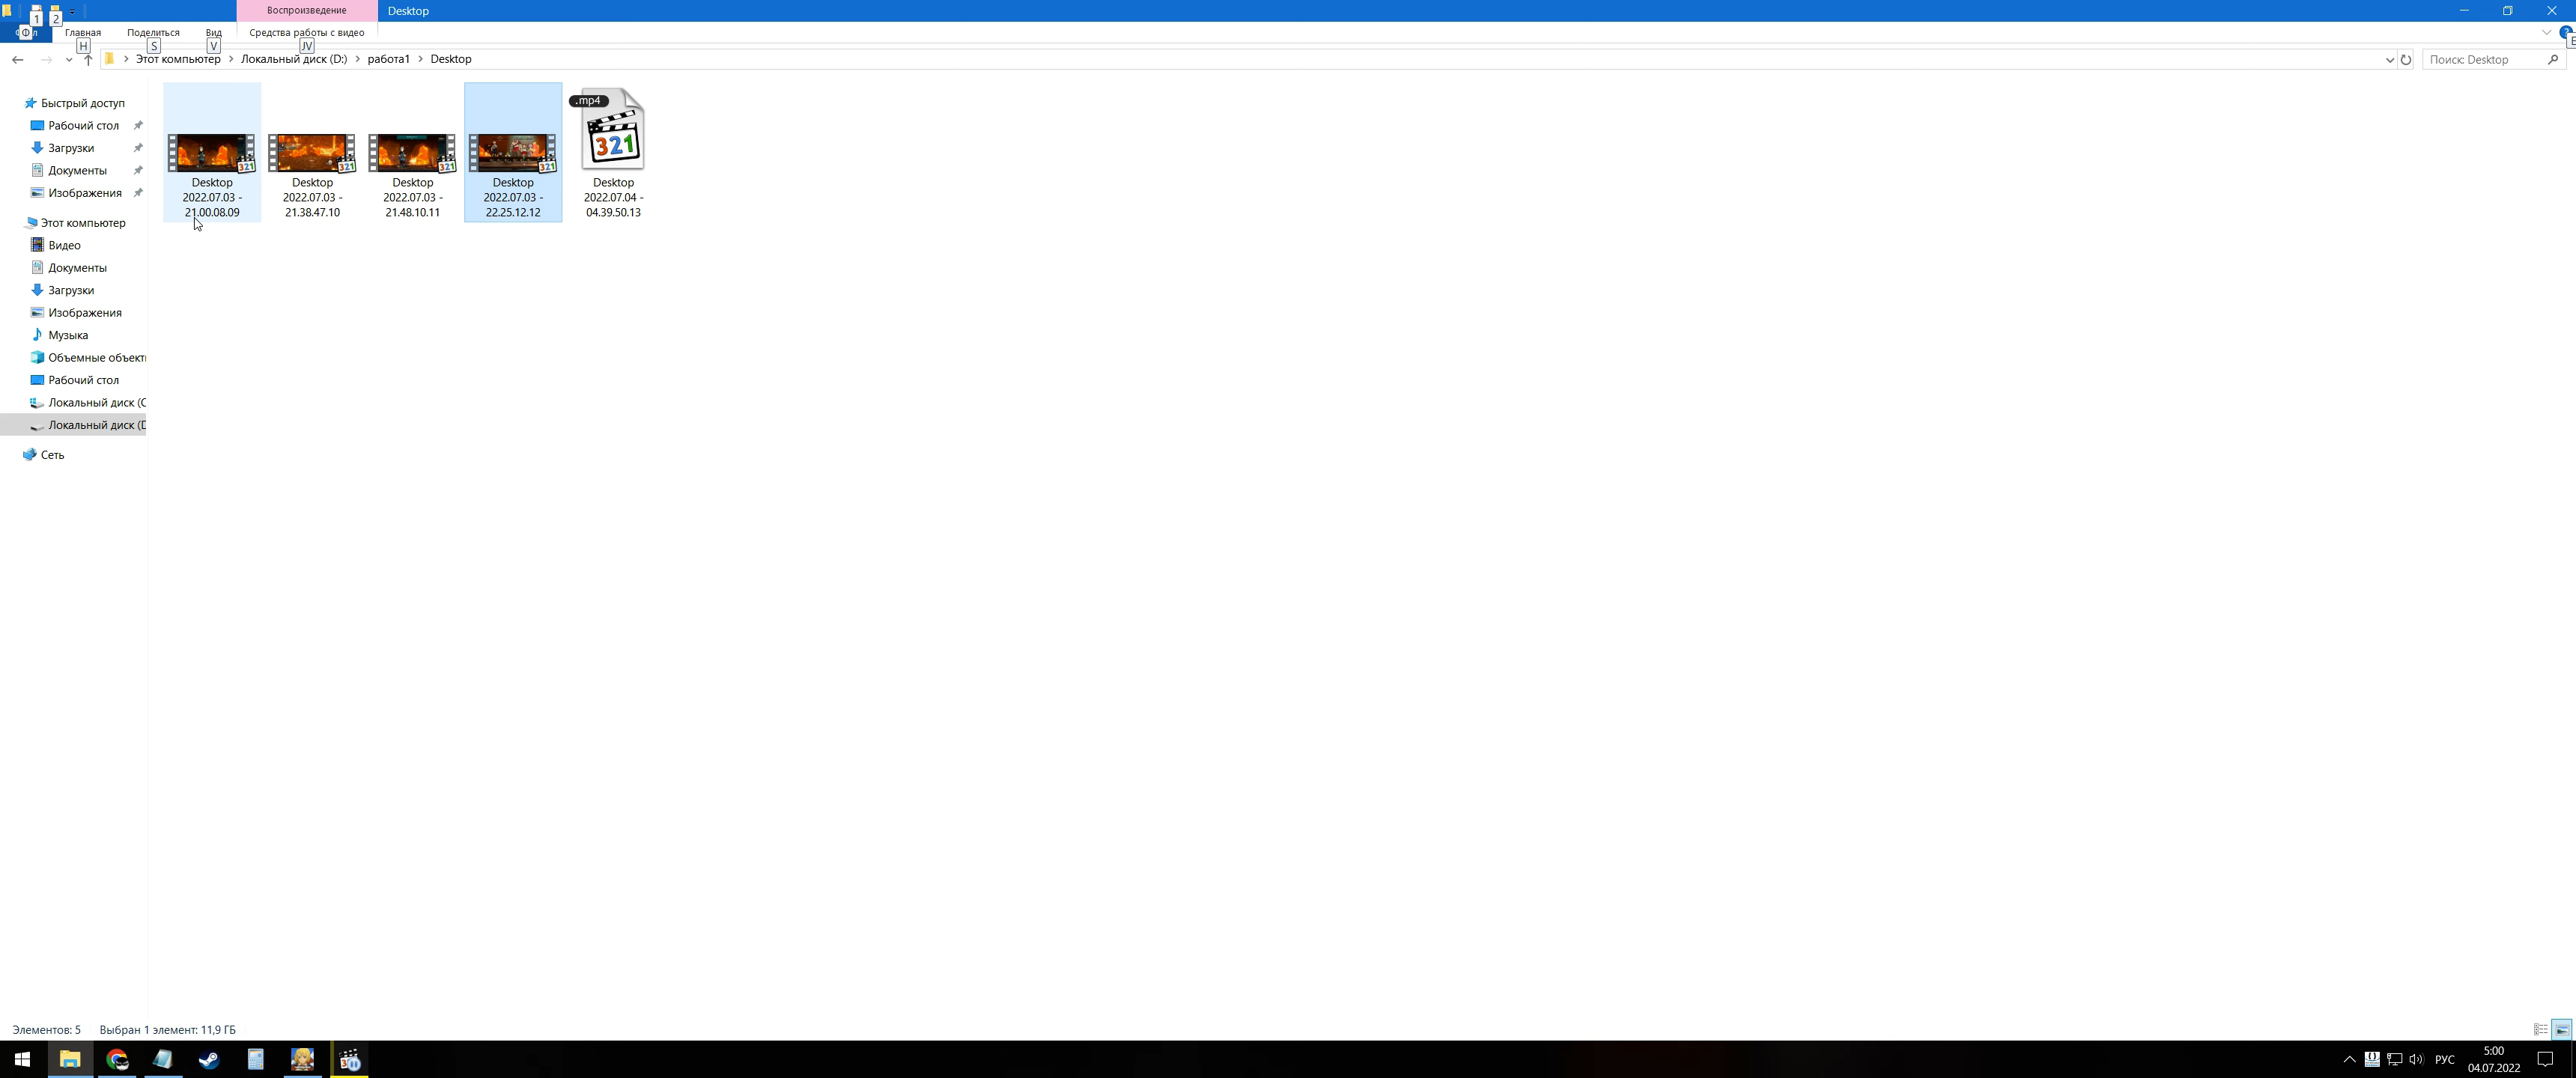 1
2
Воспроизведение
Desktop
Ф
Главная
Поделиться
Вид
Средства работы с видео
H
S
V
JV
E
Этот компьютер
Локальный диск (D:)
работа1
Desktop
Поиск: Desktop
Быстрый доступ
Рабочий стол
Загрузки
Документы
Изображения
Этот компьютер
Видео
Документы
Загрузки
Изображения
Музыка
Объемные объект
Рабочий стол
Локальный диск (C
Локальный диск (D
Сеть
Desktop
2022.07.03 -
21.00.08.09
Desktop
2022.07.03 -
21.38.47.10
Desktop
2022.07.03 -
21.48.10.11
Desktop
2022.07.03 -
22.25.12.12
.mp4
321
Desktop
2022.07.04 -
04.39.50.13
Элементов: 5
Выбран 1 элемент: 11,9 ГБ
РУС
5:00
04.07.2022